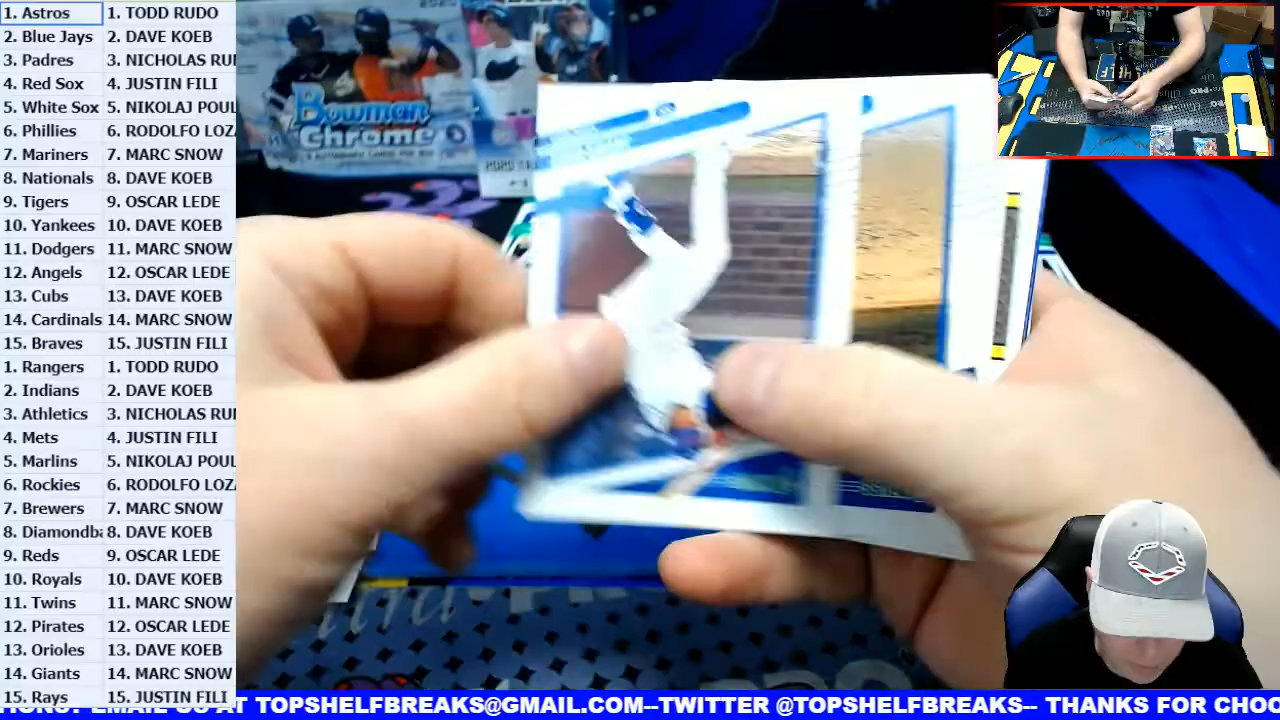 1. Astros 1. TODD RUDO
2. Blue Jays 2. DAVE KOEB
3. Padres 3. NICHOLAS RUI
4. Red Sox 4. JUSTIN FILI
5. White Sox 5. NIKOLAJ POUL
6. Phillies 6. RODOLFO LOZ
7. Mariners 7. MARC SNOW
8. Nationals 8. DAVE KOEB
9. Tigers 9. OSCAR LEDE
10. Yankees 10. DAVE KOEB
11. Dodgers 11. MARC SNOW
12. Angels 12. OSCAR LEDE
13. Cubs 13. DAVE KOEB
14. Cardinals 14. MARC SNOW
15. Braves 15. JUSTIN FILI
1. Rangers 1. TODD RUDO
2. Indians 2. DAVE KOEB
3. Athletics 3. NICHOLAS RUI
4. Mets 4. JUSTIN FILI
5. Marlins 5. NIKOLAJ POUL
6. Rockies 6. RODOLFO LOZ
7. Brewers 7. MARC SNOW
8. Diamondba 8. DAVE KOEB
9. Reds 9. OSCAR LEDE
10. Royals 10. DAVE KOEB
11. Twins 11. MARC SNOW
12. Pirates 12. OSCAR LEDE
13. Orioles 13. DAVE KOEB
14. Giants 14. MARC SNOW
15. Rays 15. JUSTIN FILI
Bowman
Chrome
EMAIL US AT TOPSHELFBREAKS@GMAIL.COM--TWITTER @TOPSHELFBREAKS-- THANKS FOR CHOO